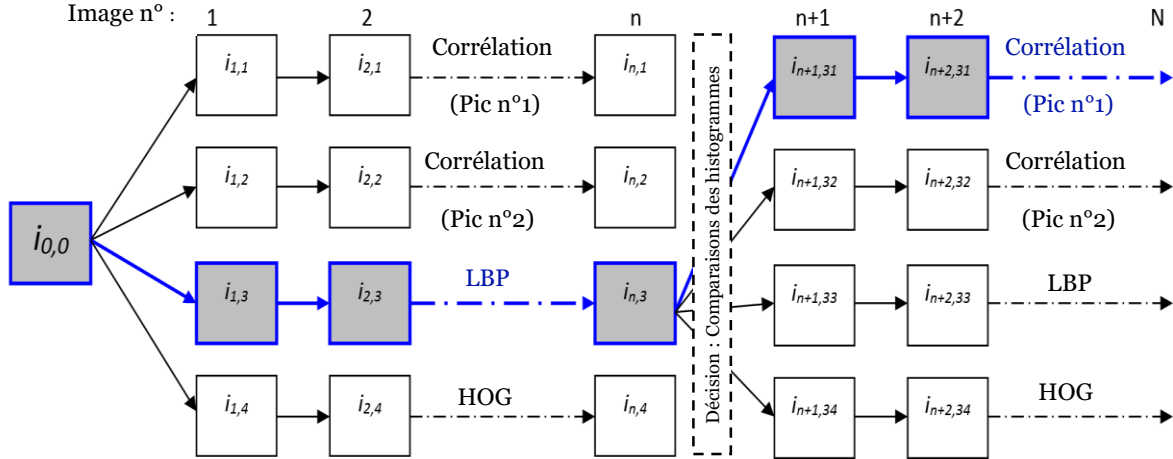 Image n° : 1 2 n n+1 n+2 N
i1,1 i2,1 Corrélation in,1 in+1,31 in+2,31 Corrélation
(Pic n°1) (Pic n°1)
i1,2 i2,2 Corrélation in,2 in+1,32 in+2,32 Corrélation
(Pic n°2) (Pic n°2)
i0,0
i1,3 i2,3 LBP in,3 in+1,33 in+2,33 LBP
i1,4 i2,4 HOG in,4 in+1,34 in+2,34 HOG
Décision : Comparaisons des histogrammes